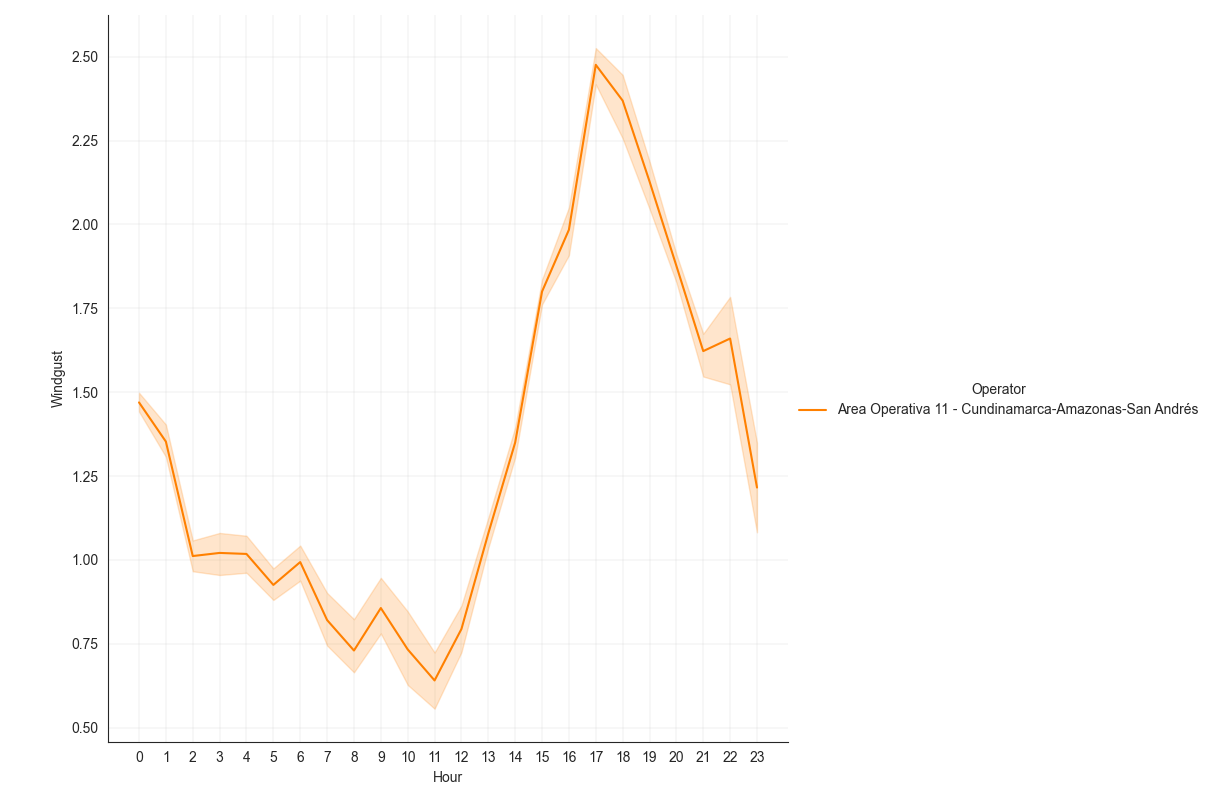 2.50
2.25
2.00
1.75
1.50
1.25
1.00
0.75
0.50
Windgust
0 1 2 3 4 5 6 7 8 9 10 11 12 13 14 15 16 17 18 19 20 21 22 23
Hour
Operator
Area Operativa 11 - Cundinamarca-Amazonas-San Andrés